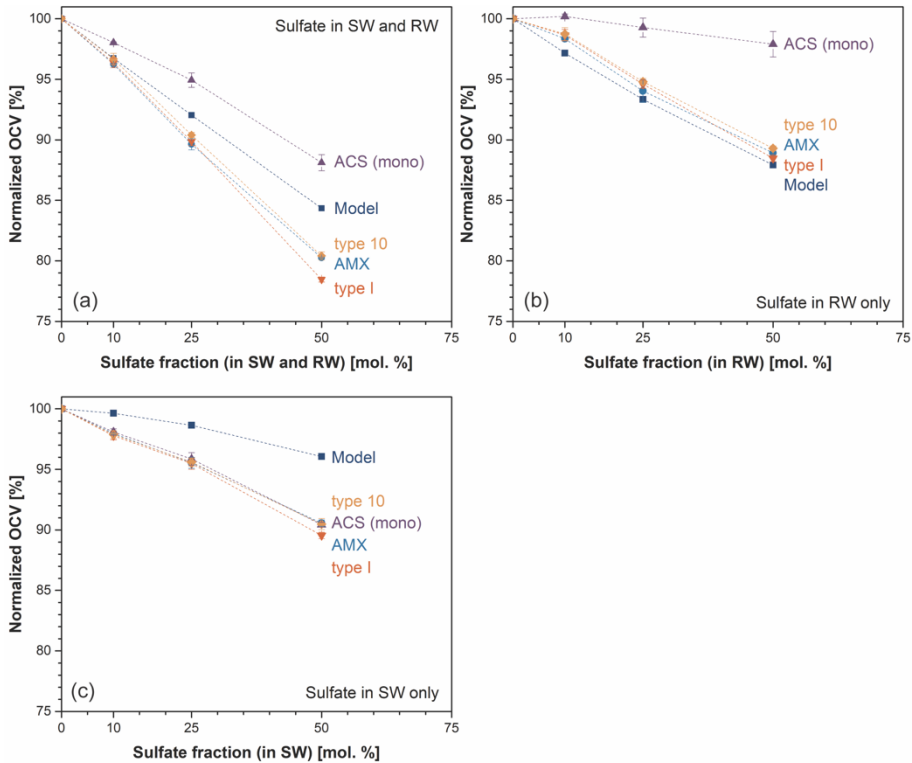 100
95
90
85
80
75
Normalized OCV [%]
Sulfate in SW and RW
ACS (mono)
Model
type 10
AMX
type I
(a)
0
10
25
50
75
Sulfate fraction (in SW and RW) [mol. %]
100
95
90
85
80
75
Normalized OCV [%]
ACS (mono)
type 10
AMX
type I
Model
(b)
Sulfate in RW only
0
10
25
50
75
Sulfate fraction (in RW) [mol. %]
100
95
90
85
80
75
Normalized OCV [%]
Model
type 10
ACS (mono)
AMX
type I
(c)
Sulfate in SW only
0
10
25
50
75
Sulfate fraction (in SW) [mol. %]